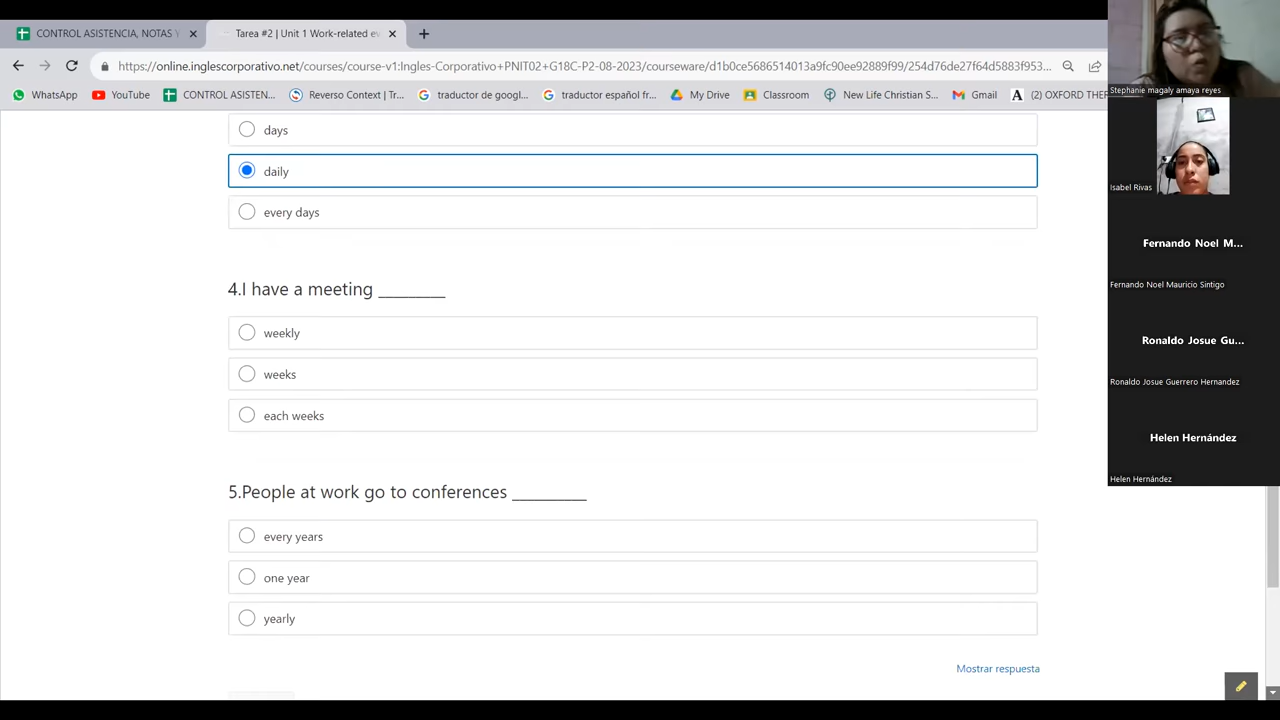 CONTROL ASISTENCIA, NOTAS Y
Tarea #2 | Unit 1 Work-related ev
https://online.inglescorporativo.net/courses/course-v1:Ingles-Corporativo+PNIT02+G18C-P2-08-2023/courseware/d1b0ce5686514013a9fc90ee92889f99/254d76de27f64d5883f953...
WhatsApp
YouTube
CONTROL ASISTEN...
Reverso Context | Tr...
traductor de googl...
traductor español fr...
My Drive
Classroom
New Life Christian S...
Gmail
(2) OXFORD THE
Stephanie magaly amaya reyes
days
daily
every days
4.I have a meeting ________
weekly
weeks
each weeks
5.People at work go to conferences _________
every years
one year
yearly
Mostrar respuesta
Isabel Rivas
Fernando Noel M...
Fernando Noel Mauricio Sintigo
Ronaldo Josue Gu...
Ronaldo Josue Guerrero Hernandez
Helen Hernández
Helen Hernández